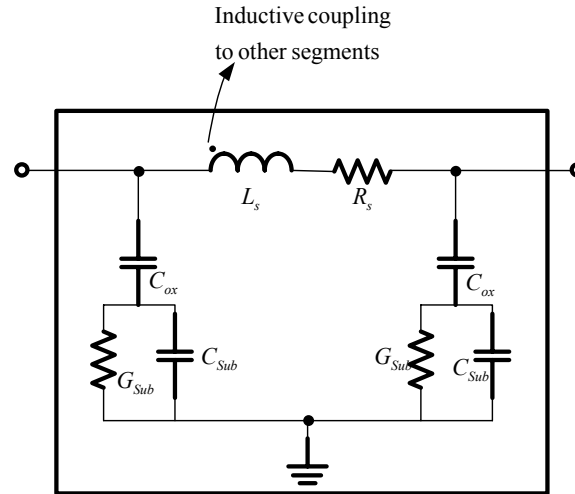 Inductive coupling
to other segments
L_s
R_s
C_ox
C_ox
G_Sub
C_Sub
G_Sub
C_Sub